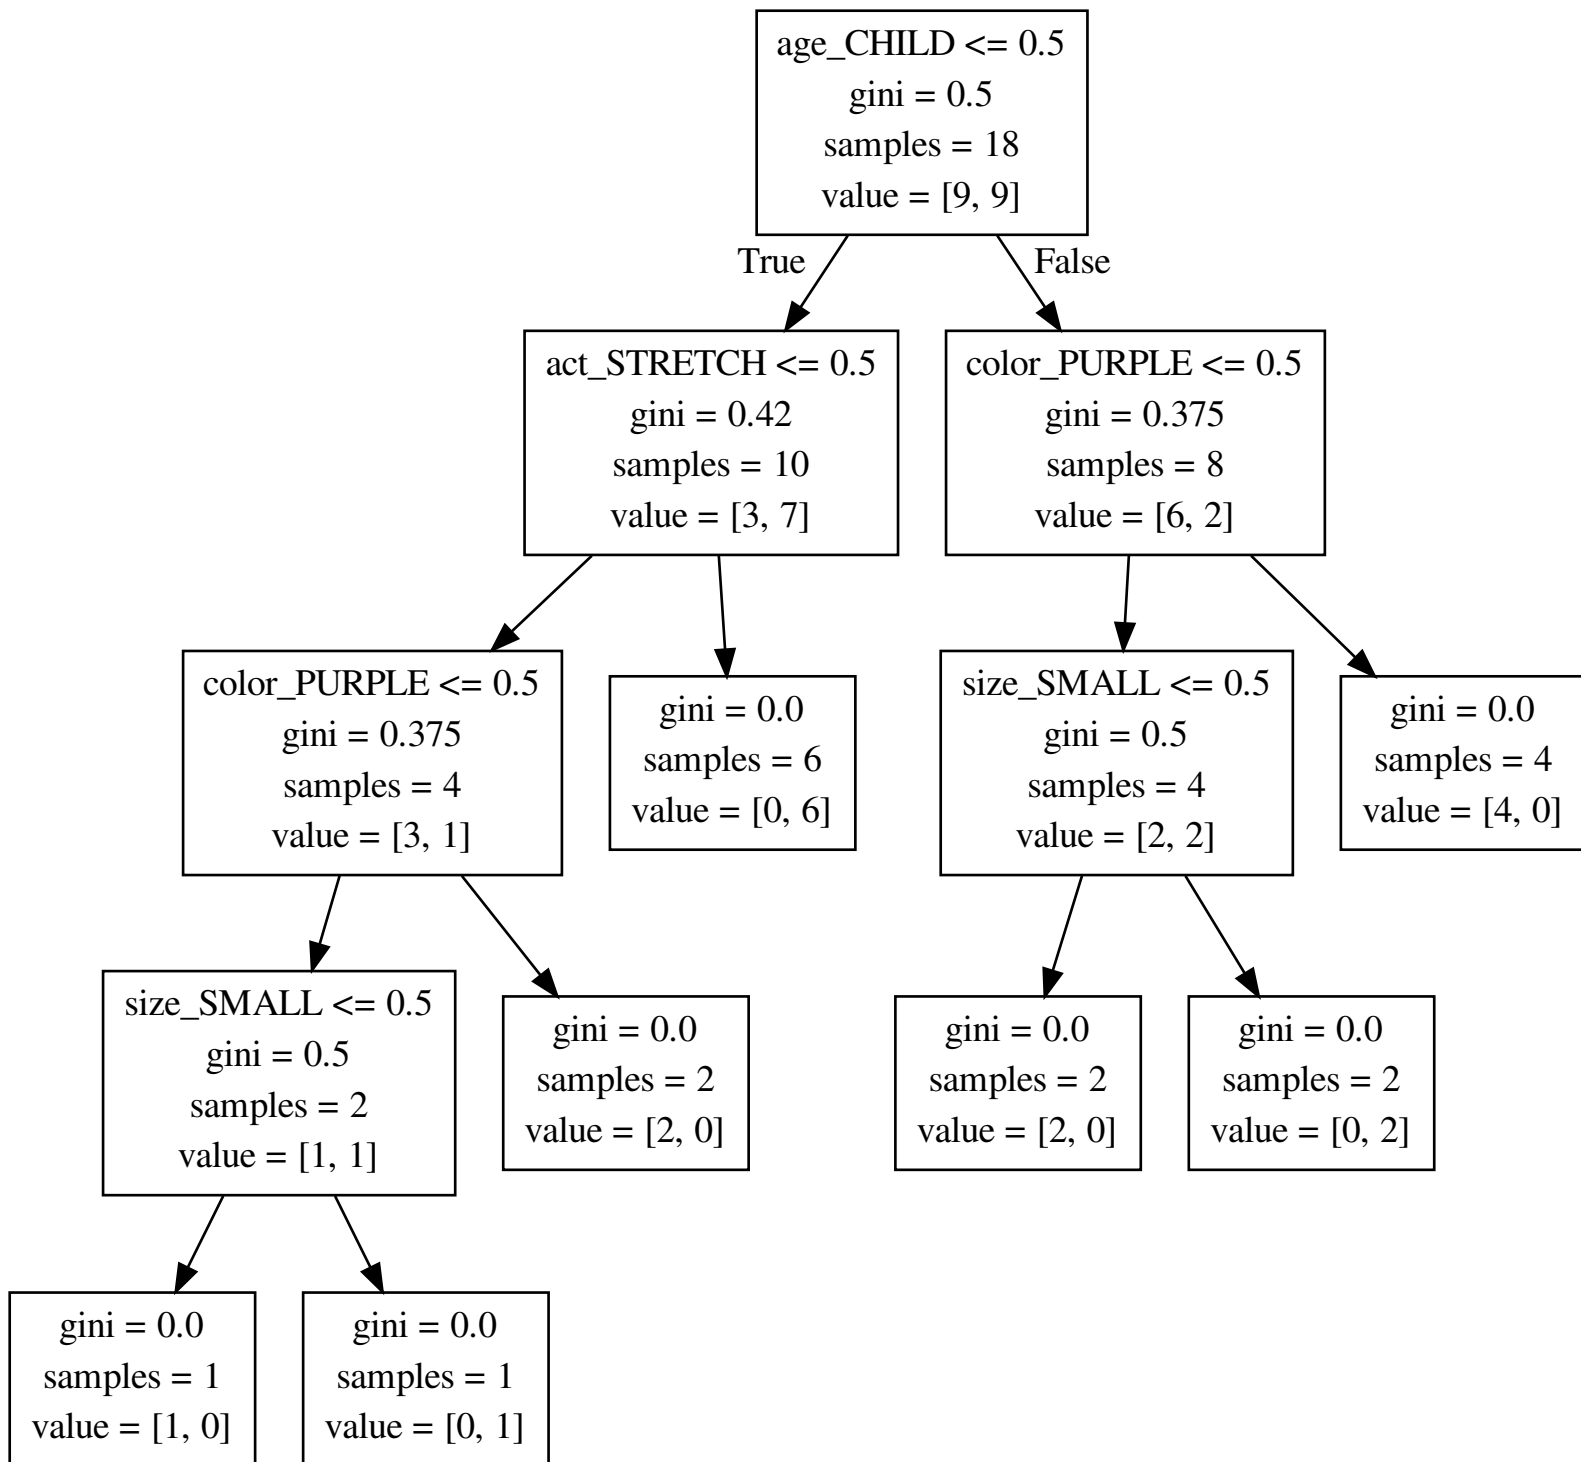 age_CHILD <= 0.5
gini = 0.5
samples = 18
value = [9, 9]
True
False
act_STRETCH <= 0.5
gini = 0.42
samples = 10
value = [3, 7]
color_PURPLE <= 0.5
gini = 0.375
samples = 8
value = [6, 2]
color_PURPLE <= 0.5
gini = 0.375
samples = 4
value = [3, 1]
gini = 0.0
samples = 6
value = [0, 6]
size_SMALL <= 0.5
gini = 0.5
samples = 4
value = [2, 2]
gini = 0.0
samples = 4
value = [4, 0]
size_SMALL <= 0.5
gini = 0.5
samples = 2
value = [1, 1]
gini = 0.0
samples = 2
value = [2, 0]
gini = 0.0
samples = 2
value = [2, 0]
gini = 0.0
samples = 2
value = [0, 2]
gini = 0.0
samples = 1
value = [1, 0]
gini = 0.0
samples = 1
value = [0, 1]